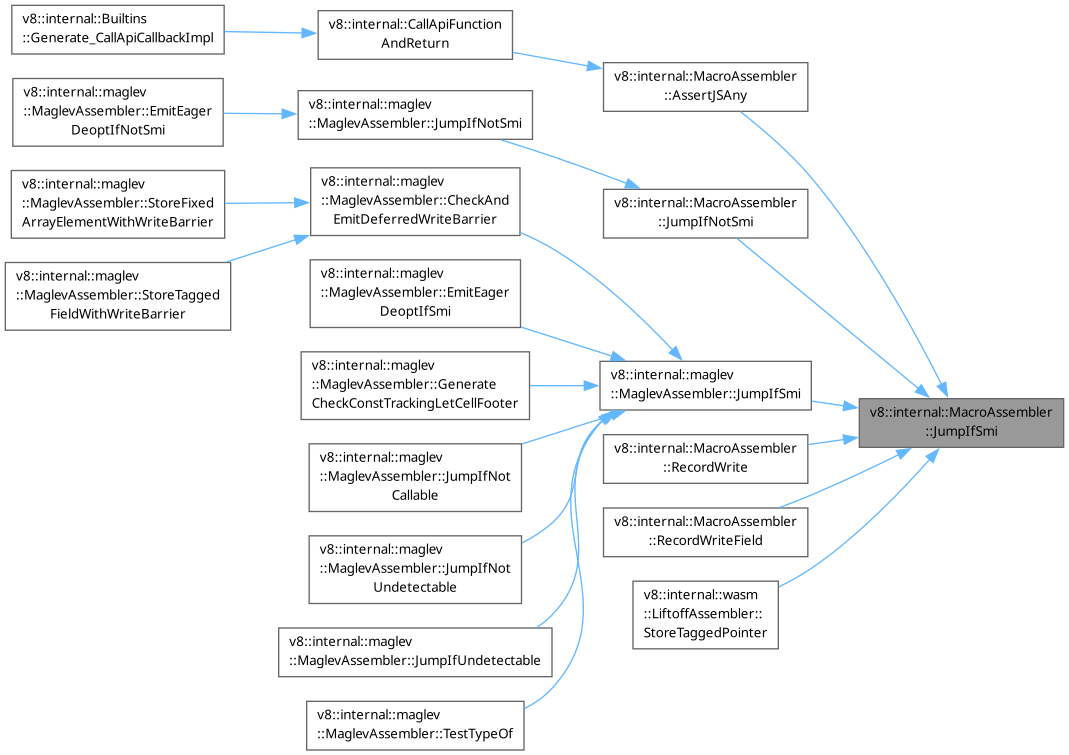 v8::internal::Builtins
::Generate_CallApiCallbackImpl
v8::internal::CallApiFunction
AndReturn
v8::internal::MacroAssembler
::AssertJSAny
v8::internal::maglev
::MaglevAssembler::EmitEager
DeoptIfNotSmi
v8::internal::maglev
::MaglevAssembler::JumpIfNotSmi
v8::internal::maglev
::MaglevAssembler::StoreFixed
ArrayElementWithWriteBarrier
v8::internal::maglev
::MaglevAssembler::CheckAnd
EmitDeferredWriteBarrier
v8::internal::MacroAssembler
::JumpIfNotSmi
v8::internal::maglev
::MaglevAssembler::StoreTagged
FieldWithWriteBarrier
v8::internal::maglev
::MaglevAssembler::EmitEager
DeoptIfSmi
v8::internal::maglev
::MaglevAssembler::Generate
CheckConstTrackingLetCellFooter
v8::internal::maglev
::MaglevAssembler::JumpIfSmi
v8::internal::MacroAssembler
::JumpIfSmi
v8::internal::maglev
::MaglevAssembler::JumpIfNot
Callable
v8::internal::MacroAssembler
::RecordWrite
v8::internal::MacroAssembler
::RecordWriteField
v8::internal::maglev
::MaglevAssembler::JumpIfNot
Undetectable
v8::internal::wasm
::LiftoffAssembler::
StoreTaggedPointer
v8::internal::maglev
::MaglevAssembler::JumpIfUndetectable
v8::internal::maglev
::MaglevAssembler::TestTypeOf